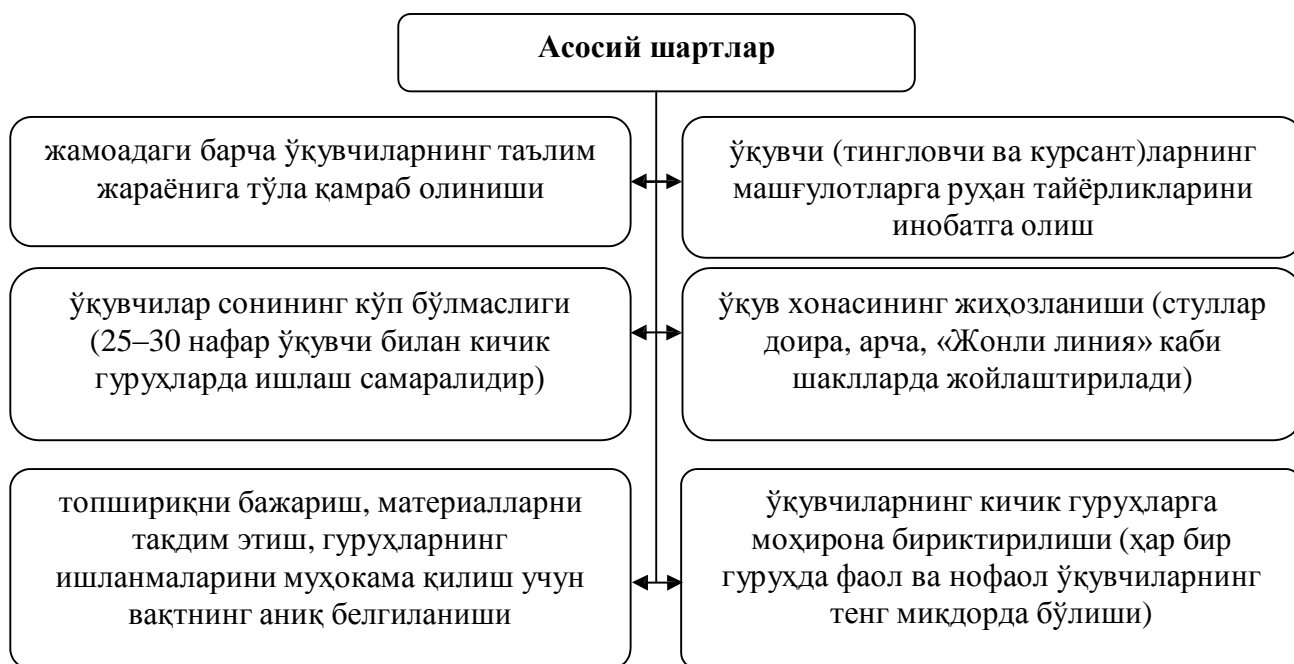 Асосий шартлар
жамоадаги барча ўқувчиларнинг таълим
жараёнига тўла қамраб олиниши
ўқувчи (тингловчи ва курсант)ларнинг
машғулотларга руҳан тайёрликларини
инобатга олиш
ўқувчилар сонининг кўп бўлмаслиги
(25–30 нафар ўқувчи билан кичик
гуруҳларда ишлаш самаралидир)
ўқув хонасининг жиҳозланиши (стуллар
доира, арча, «Жонли линия» каби
шаклларда жойлаштирилади)
топшириқни бажариш, материалларни
тақдим этиш, гуруҳларнинг
ишланмаларини муҳокама қилиш учун
вақтнинг аниқ белгиланиши
ўқувчиларнинг кичик гуруҳларга
моҳирона бириктирилиши (ҳар бир
гуруҳда фаол ва нофаол ўқувчиларнинг
тенг миқдорда бўлиши)